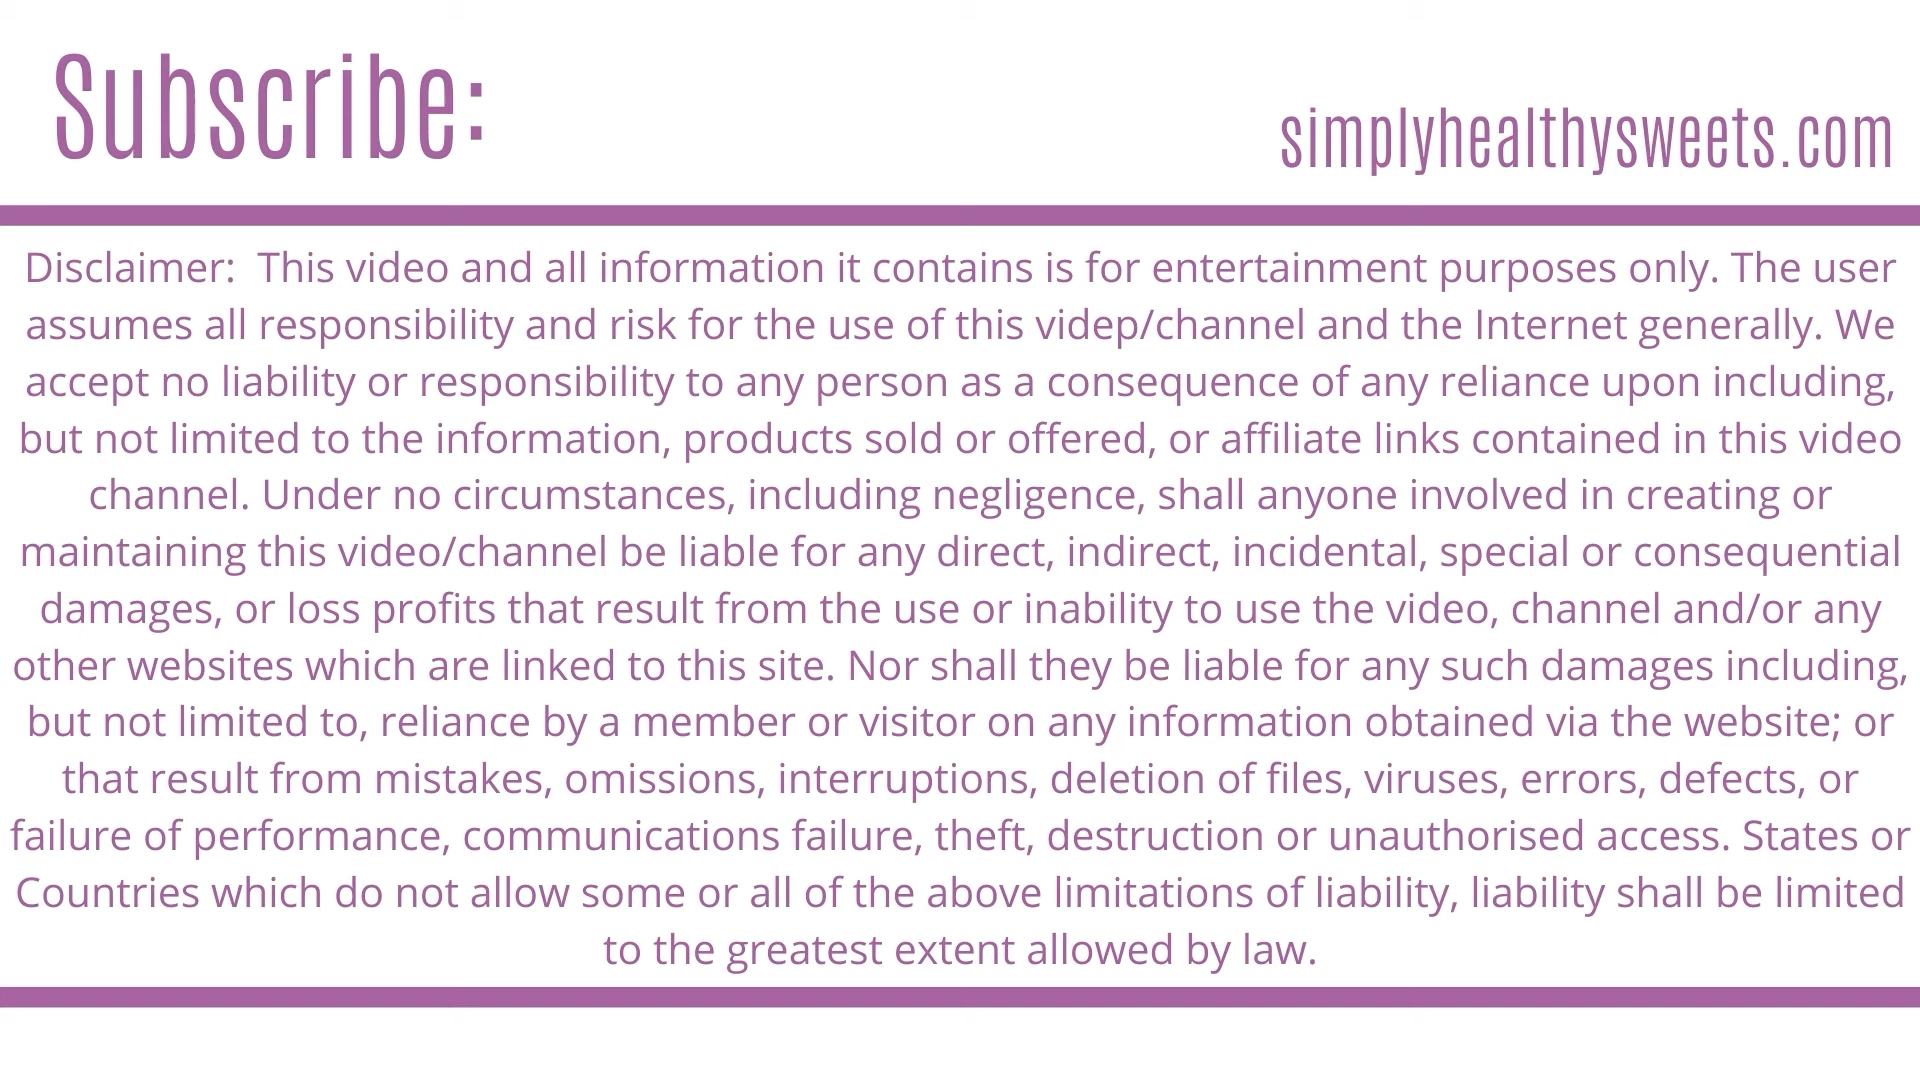 Subscribe:
simplyhealthysweets.com
Disclaimer:  This video and all information it contains is for entertainment purposes only. The user
assumes all responsibility and risk for the use of this videp/channel and the Internet generally. We
accept no liability or responsibility to any person as a consequence of any reliance upon including,
but not limited to the information, products sold or offered, or affiliate links contained in this video
channel. Under no circumstances, including negligence, shall anyone involved in creating or
maintaining this video/channel be liable for any direct, indirect, incidental, special or consequential
damages, or loss profits that result from the use or inability to use the video, channel and/or any
other websites which are linked to this site. Nor shall they be liable for any such damages including,
but not limited to, reliance by a member or visitor on any information obtained via the website; or
that result from mistakes, omissions, interruptions, deletion of files, viruses, errors, defects, or
failure of performance, communications failure, theft, destruction or unauthorised access. States or
Countries which do not allow some or all of the above limitations of liability, liability shall be limited
to the greatest extent allowed by law.